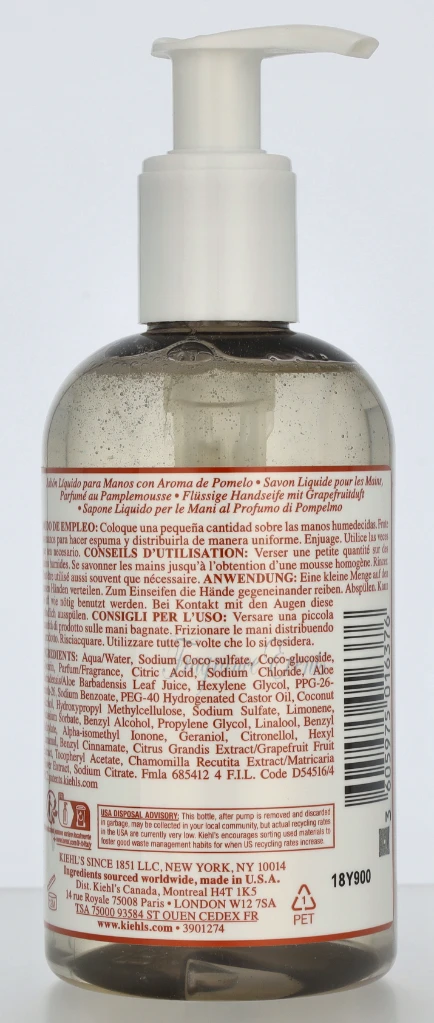 Jabón Líquido para Manos con Aroma de Pomelo • Savon Liquide pour les Mains
Parfumé au Pamplemousse • Flüssige Handseife mit Grapefruitduft
• Sapone Liquido per le Mani al Profumo di Pompelmo
DE EMPLEO: Coloque una pequeña cantidad sobre las manos humedecidas. Frote
manos para hacer espuma y distribuirla de manera uniforme. Enjuage. Utilice las veces
necesario. CONSEILS D'UTILISATION: Verser une petite quantité sur des
humides. Se savonner les mains jusqu'à l'obtention d'une mousse homogène. Rincer.
utilisé aussi souvent que nécessaire. ANWENDUNG: Eine kleine Menge auf den
Händen verteilen. Zum Einseifen die Hände gegeneinander reiben. Abspülen. Kann
wie nötig benutzt werden. Bei Kontakt mit den Augen diese
ausspülen. CONSIGLI PER L'USO: Versare una piccola
di prodotto sulle mani bagnate. Frizionare le mani distribuendo
Risciacquare. Utilizzare tutte le volte che lo si desidera.
Aqua/Water, Sodium Coco-sulfate, Coco-glucoside,
Parfum/Fragrance, Citric Acid, Sodium Chloride, Aloe
Barbadensis Leaf Juice, Hexylene Glycol, PPG-26-
Sodium Benzoate, PEG-40 Hydrogenated Castor Oil, Coconut
Hydroxypropyl Methylcellulose, Sodium Sulfate, Limonene,
Sorbate, Benzyl Alcohol, Propylene Glycol, Linalool, Benzyl
Alpha-isomethyl Ionone, Geraniol, Citronellol, Hexyl
Benzyl Cinnamate, Citrus Grandis Extract/Grapefruit Fruit
Tocopheryl Acetate, Chamomilla Recutita Extract/Matricaria
Extract, Sodium Citrate. Fmla 685412 4 F.I.L. Code D54516/4
.kiehls.com
USA DISPOSAL ADVISORY: This bottle, after pump is removed and discarded
in garbage, may be collected in your local community, but actual recycling rates
in the USA are currently very low. Kiehl's encourages sorting used materials to
foster good waste management habits for when US recycling rates increase.
KIEHL'S SINCE 1851 LLC, NEW YORK, NY 10014
Ingredients sourced worldwide, made in U.S.A.
Dist. Kiehl's Canada, Montreal H4T 1K5
14 rue Royale 75008 Paris • LONDON W12 7SA
TSA 75000 93584 ST OUEN CEDEX FR
www.kiehls.com • 3901274
1
PET
18Y900